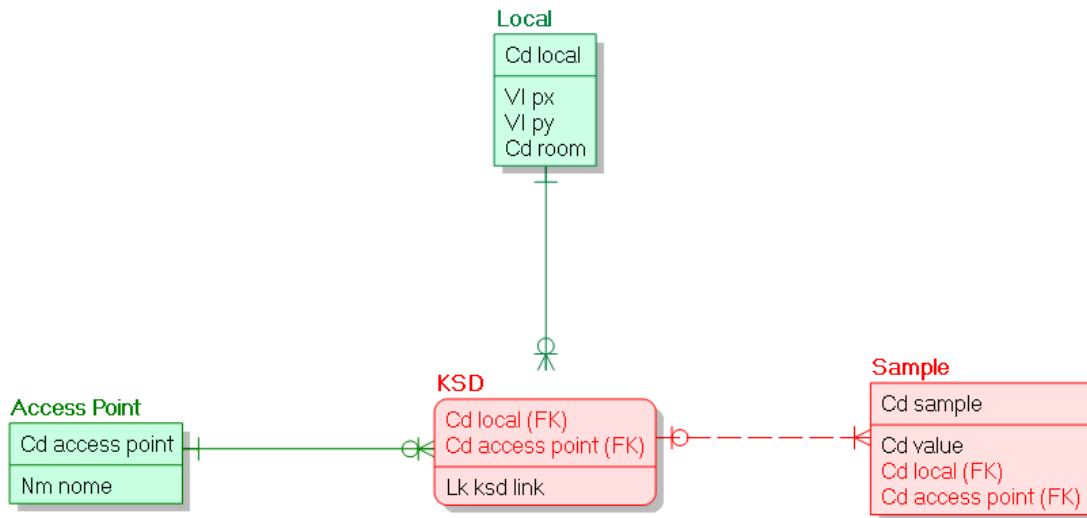 Local
Cd local
Vl px
Vl py
Cd room
Access Point
Cd access point
Nm nome
KSD
Cd local (FK)
Cd access point (FK)
Lk ksd link
Sample
Cd sample
Cd value
Cd local (FK)
Cd access point (FK)